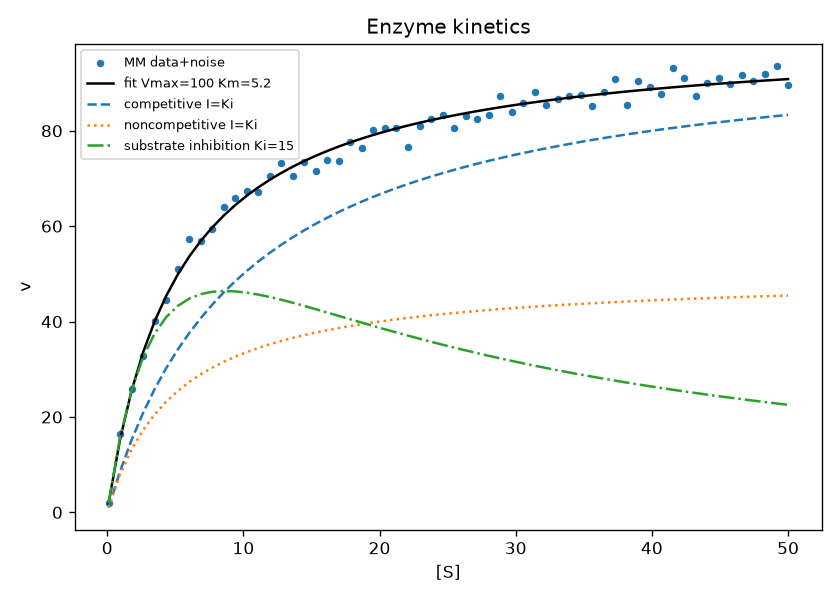 Enzyme kinetics
MM data+noise
fit Vmax=100 Km=5.2
competitive I=Ki
noncompetitive I=Ki
substrate inhibition Ki=15
v
80
60
40
20
0
0 10 20 30 40 50
[S]